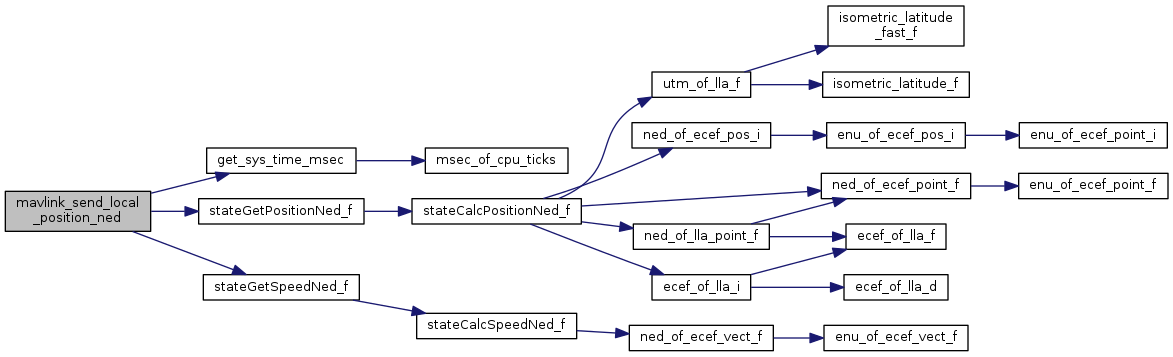 mavlink_send_local
_position_ned
get_sys_time_msec
msec_of_cpu_ticks
stateGetPositionNed_f
stateCalcPositionNed_f
utm_of_lla_f
isometric_latitude
_fast_f
isometric_latitude_f
ned_of_ecef_pos_i
enu_of_ecef_pos_i
enu_of_ecef_point_i
ned_of_ecef_point_f
enu_of_ecef_point_f
ned_of_lla_point_f
ecef_of_lla_f
ecef_of_lla_i
ecef_of_lla_d
stateGetSpeedNed_f
stateCalcSpeedNed_f
ned_of_ecef_vect_f
enu_of_ecef_vect_f